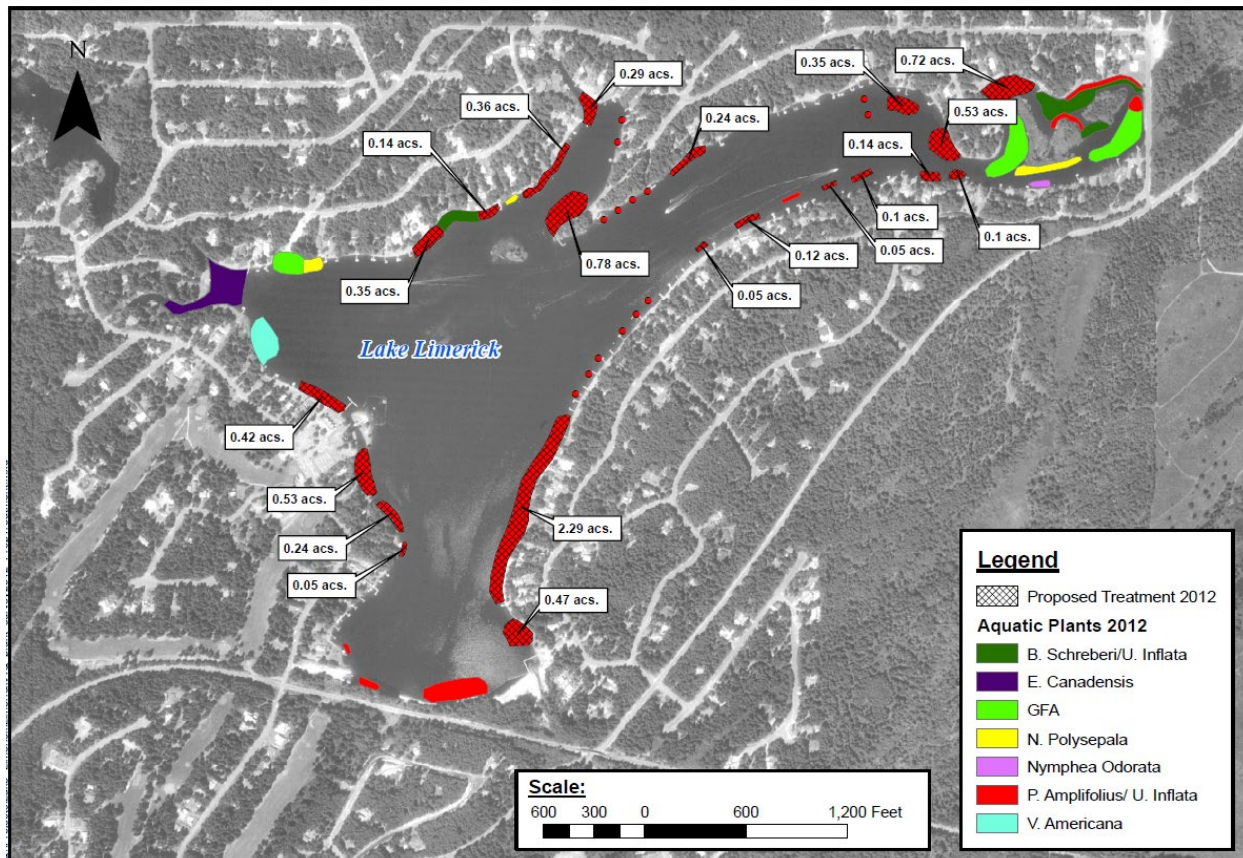 N
0.29 acs.
0.36 acs.
0.14 acs.
0.35 acs.
0.72 acs.
0.24 acs.
0.53 acs.
0.14 acs.
0.35 acs.
0.78 acs.
0.1 acs.
0.05 acs.
0.12 acs.
0.1 acs.
0.05 acs.
Lake Limerick
0.42 acs.
0.53 acs.
0.24 acs.
0.05 acs.
2.29 acs.
0.47 acs.
Legend
Proposed Treatment 2012
Aquatic Plants 2012
B. Schreberi/U. Inflata
E. Canadensis
GFA
N. Polysepala
Nymphea Odorata
P. Amplifolius/ U. Inflata
V. Americana
Scale:
600 300 0 600 1,200 Feet